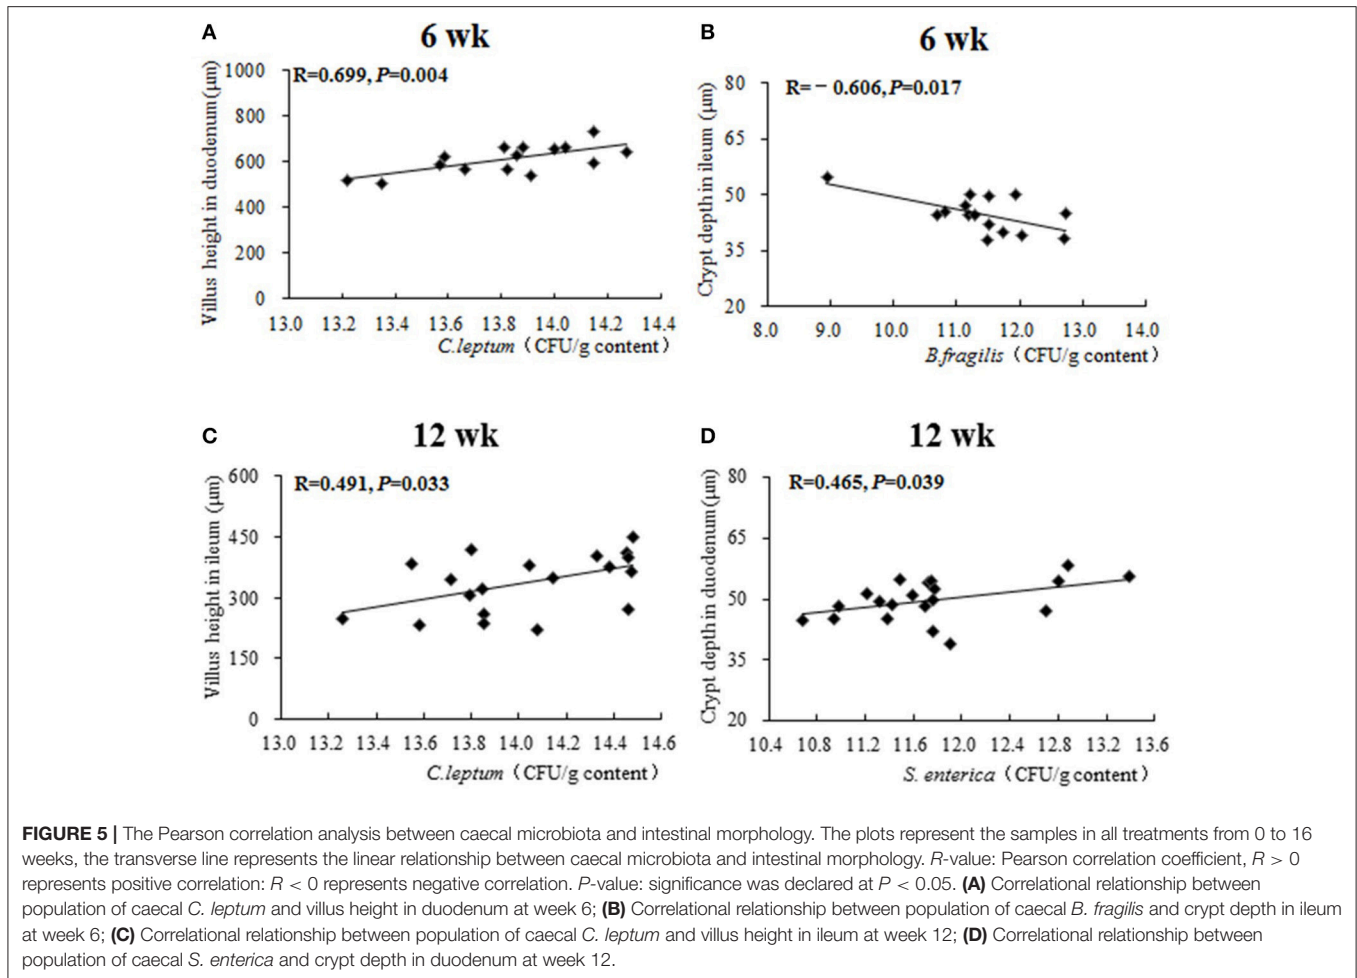 A
6 wk
R=0.699, P=0.004
Villus height in duodenum(μm)
1000
800
600
400
200
0
13.0 13.2 13.4 13.6 13.8 14.0 14.2 14.4
C.leptum (CFU/g content)
B
6 wk
R=－0.606, P=0.017
Crypt depth in ileum (μm)
80
65
50
35
20
8.0 9.0 10.0 11.0 12.0 13.0 14.0
B.fragilis (CFU/g content)
C
12 wk
R=0.491, P=0.033
Villus height in ileum (μm)
600
450
300
150
0
13.0 13.2 13.4 13.6 13.8 14.0 14.2 14.4 14.6
C.leptum (CFU/g content)
D
12 wk
R=0.465, P=0.039
Crypt depth in duodenum(μm)
80
65
50
35
20
10.4 10.8 11.2 11.6 12.0 12.4 12.8 13.2 13.6
S. enterica (CFU/g content)
FIGURE 5 | The Pearson correlation analysis between caecal microbiota and intestinal morphology. The plots represent the samples in all treatments from 0 to 16
weeks, the transverse line represents the linear relationship between caecal microbiota and intestinal morphology. R-value: Pearson correlation coefficient, R > 0
represents positive correlation: R < 0 represents negative correlation. P-value: significance was declared at P < 0.05. (A) Correlational relationship between
population of caecal C. leptum and villus height in duodenum at week 6; (B) Correlational relationship between population of caecal B. fragilis and crypt depth in ileum
at week 6; (C) Correlational relationship between population of caecal C. leptum and villus height in ileum at week 12; (D) Correlational relationship between
population of caecal S. enterica and crypt depth in duodenum at week 12.